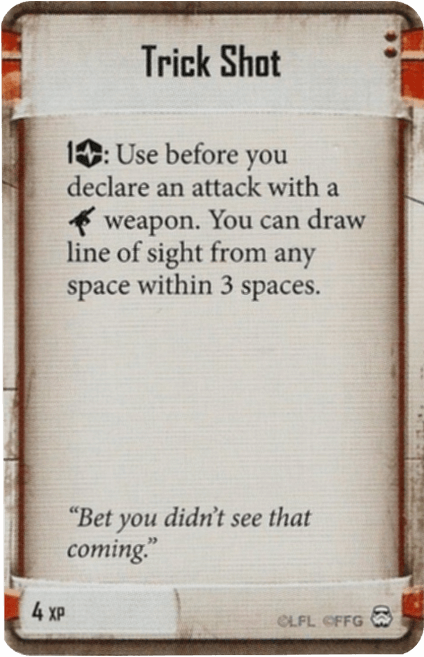 Trick Shot
1: Use before you
declare an attack with a
weapon. You can draw
line of sight from any
space within 3 spaces.
“Bet you didn’t see that
coming.”
4 XP
©LFL ©FFG